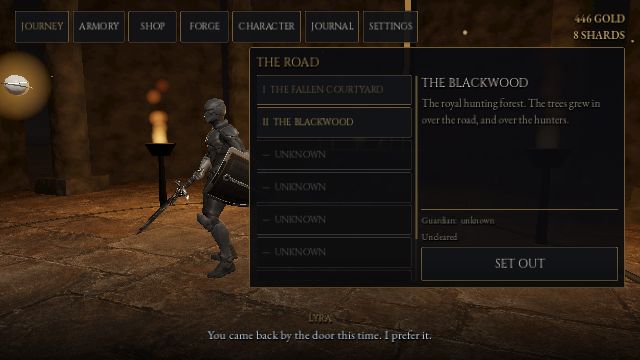 JOURNEY
ARMORY
SHOP
FORGE
CHARACTER
JOURNAL
SETTINGS
446 GOLD
8 SHARDS
THE ROAD
I THE FALLEN COURTYARD
II THE BLACKWOOD
— UNKNOWN
— UNKNOWN
— UNKNOWN
— UNKNOWN
THE BLACKWOOD
The royal hunting forest. The trees grew in
over the road, and over the hunters.
Guardian: unknown
Uncleared
SET OUT
LYRA
You came back by the door this time. I prefer it.